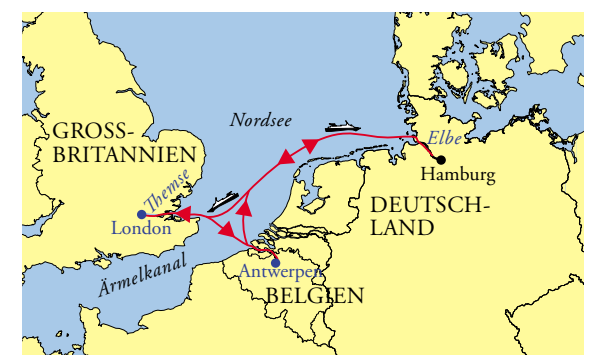 Nordsee
GROSS-
BRITANNIEN
Elbe
Hamburg
Themse
London
DEUTSCH-
LAND
Ärmelkanal
Antwerpen
BELGIEN